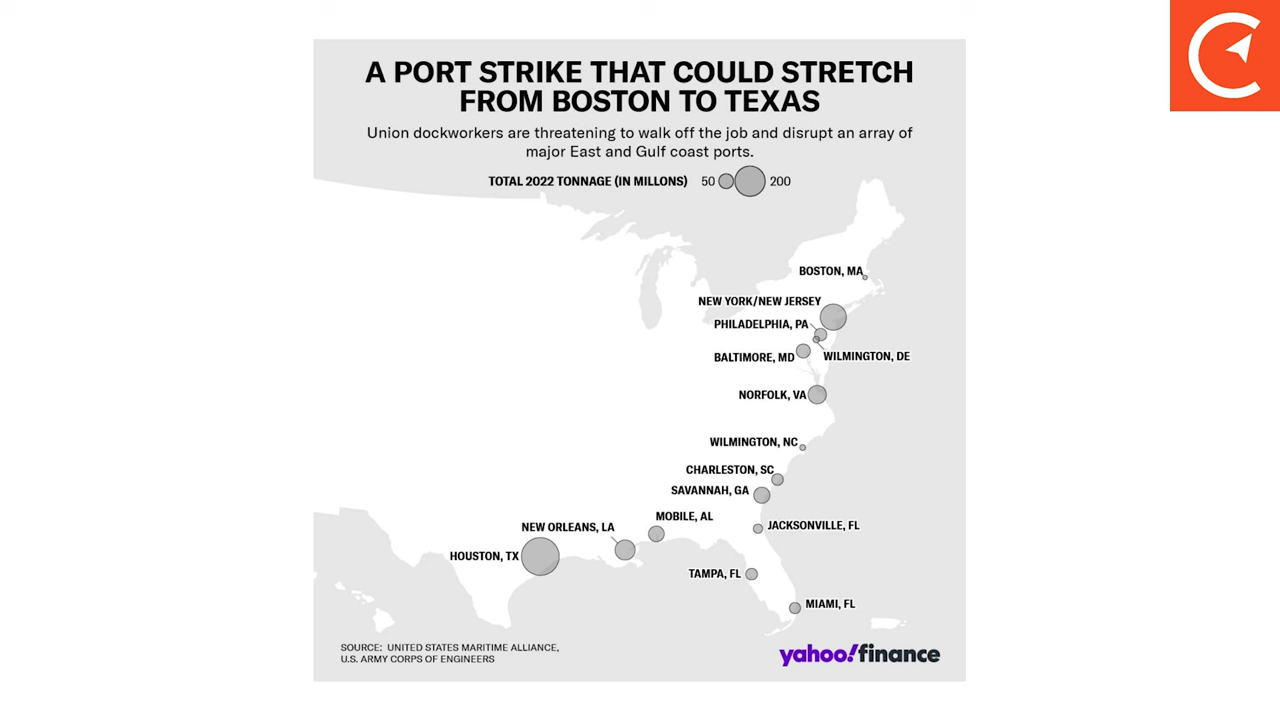 A PORT STRIKE THAT COULD STRETCH
FROM BOSTON TO TEXAS
Union dockworkers are threatening to walk off the job and disrupt an array of
major East and Gulf coast ports.
TOTAL 2022 TONNAGE (IN MILLONS) 50 200
BOSTON, MA
NEW YORK/NEW JERSEY
PHILADELPHIA, PA
BALTIMORE, MD
WILMINGTON, DE
NORFOLK, VA
WILMINGTON, NC
CHARLESTON, SC
SAVANNAH, GA
MOBILE, AL
NEW ORLEANS, LA
JACKSONVILLE, FL
HOUSTON, TX
TAMPA, FL
MIAMI, FL
SOURCE: UNITED STATES MARITIME ALLIANCE,
U.S. ARMY CORPS OF ENGINEERS
yahoo!finance